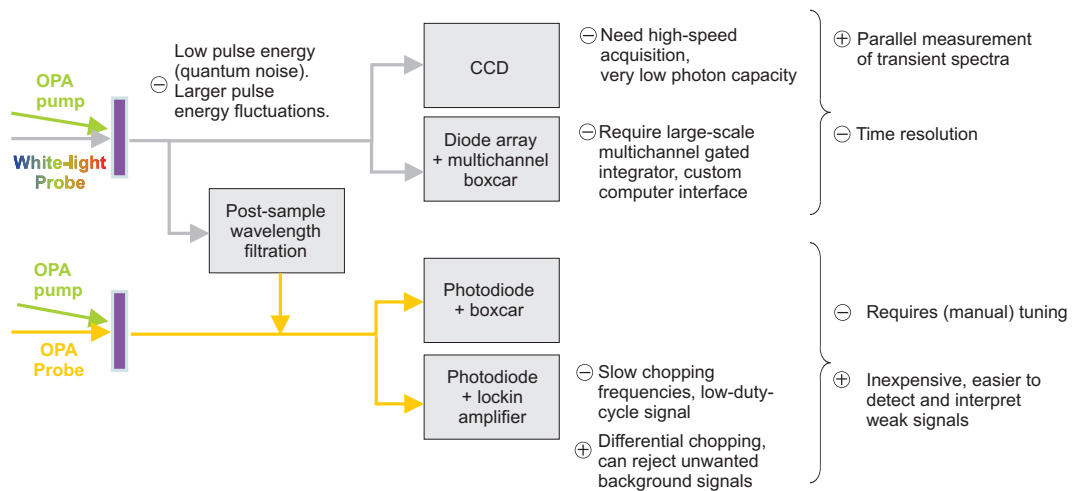 Low pulse energy
(quantum noise).
⊖ Larger pulse
energy fluctuations.
OPA
pump
White-light
Probe
CCD
⊖ Need high-speed
acquisition,
very low photon capacity
Diode array
+ multichannel
boxcar
⊖ Require large-scale
multichannel gated
integrator, custom
computer interface
⊕ Parallel measurement
of transient spectra
⊖ Time resolution
Post-sample
wavelength
filtration
OPA
pump
OPA
Probe
Photodiode
+ boxcar
Photodiode
+ lockin
amplifier
⊖ Slow chopping
frequencies, low-duty-
cycle signal
⊕ Differential chopping,
can reject unwanted
background signals
⊖ Requires (manual) tuning
⊕ Inexpensive, easier to
detect and interpret
weak signals